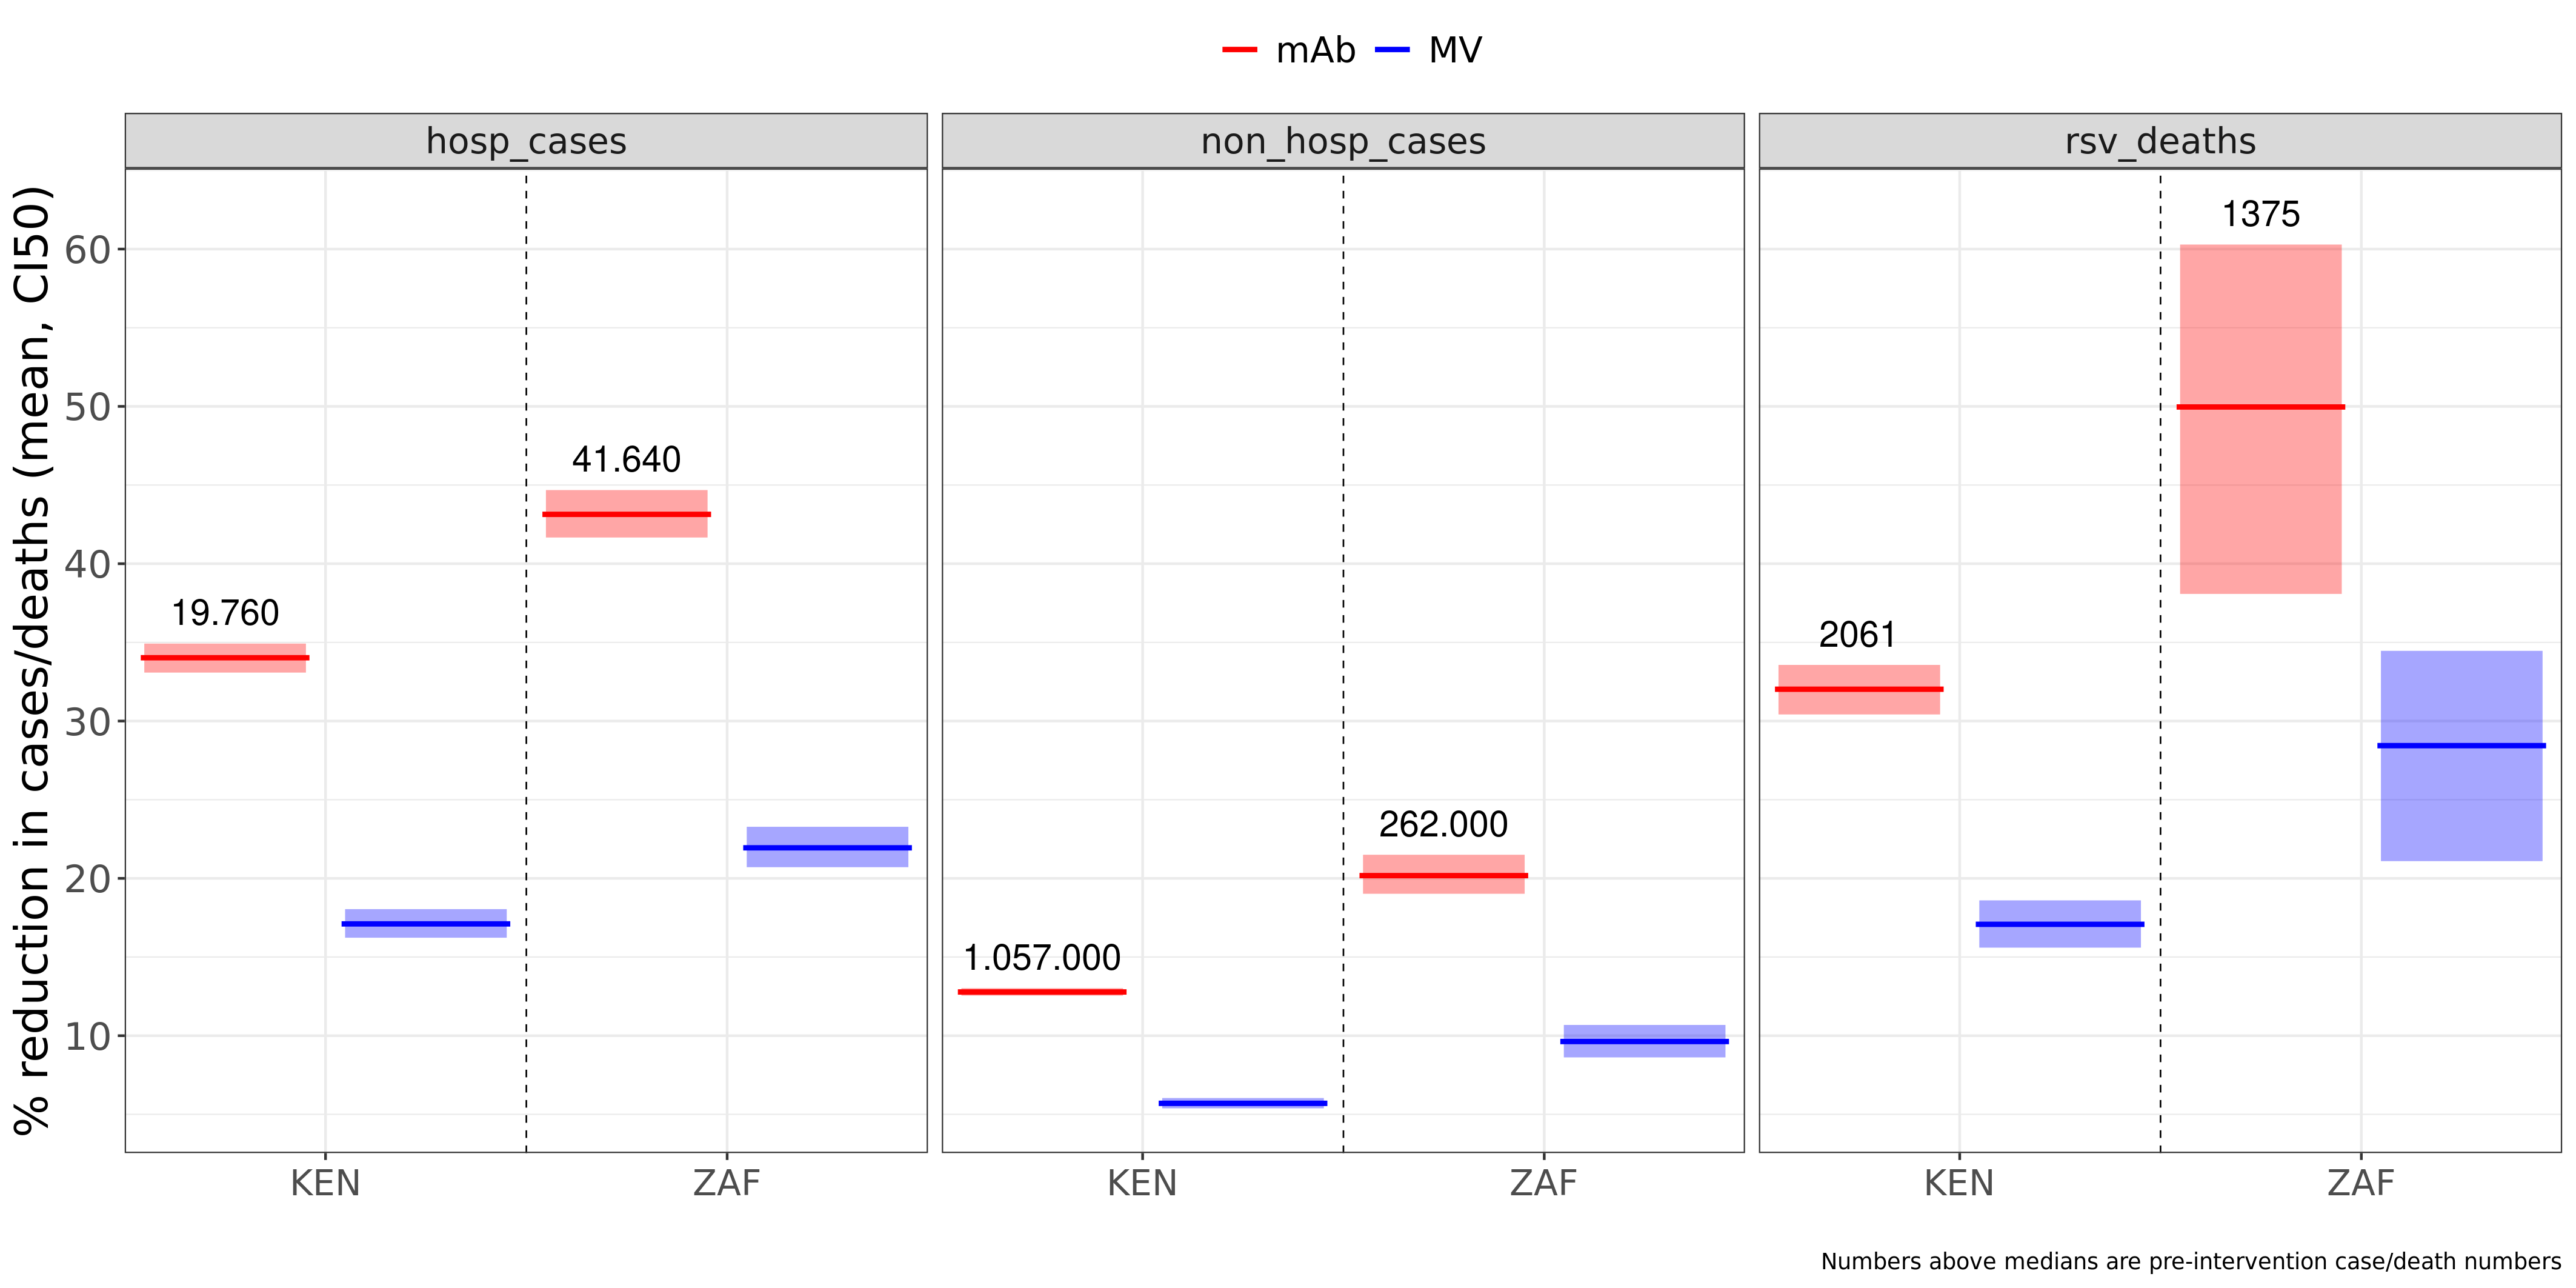 mAb MV
hosp_cases non_hosp_cases rsv_deaths
% reduction in cases/deaths (mean, CI50)
60
50
40
30
20
10
19.760
41.640
1.057.000
262.000
2061
1375
KEN ZAF KEN ZAF KEN ZAF
Numbers above medians are pre-intervention case/death numbers